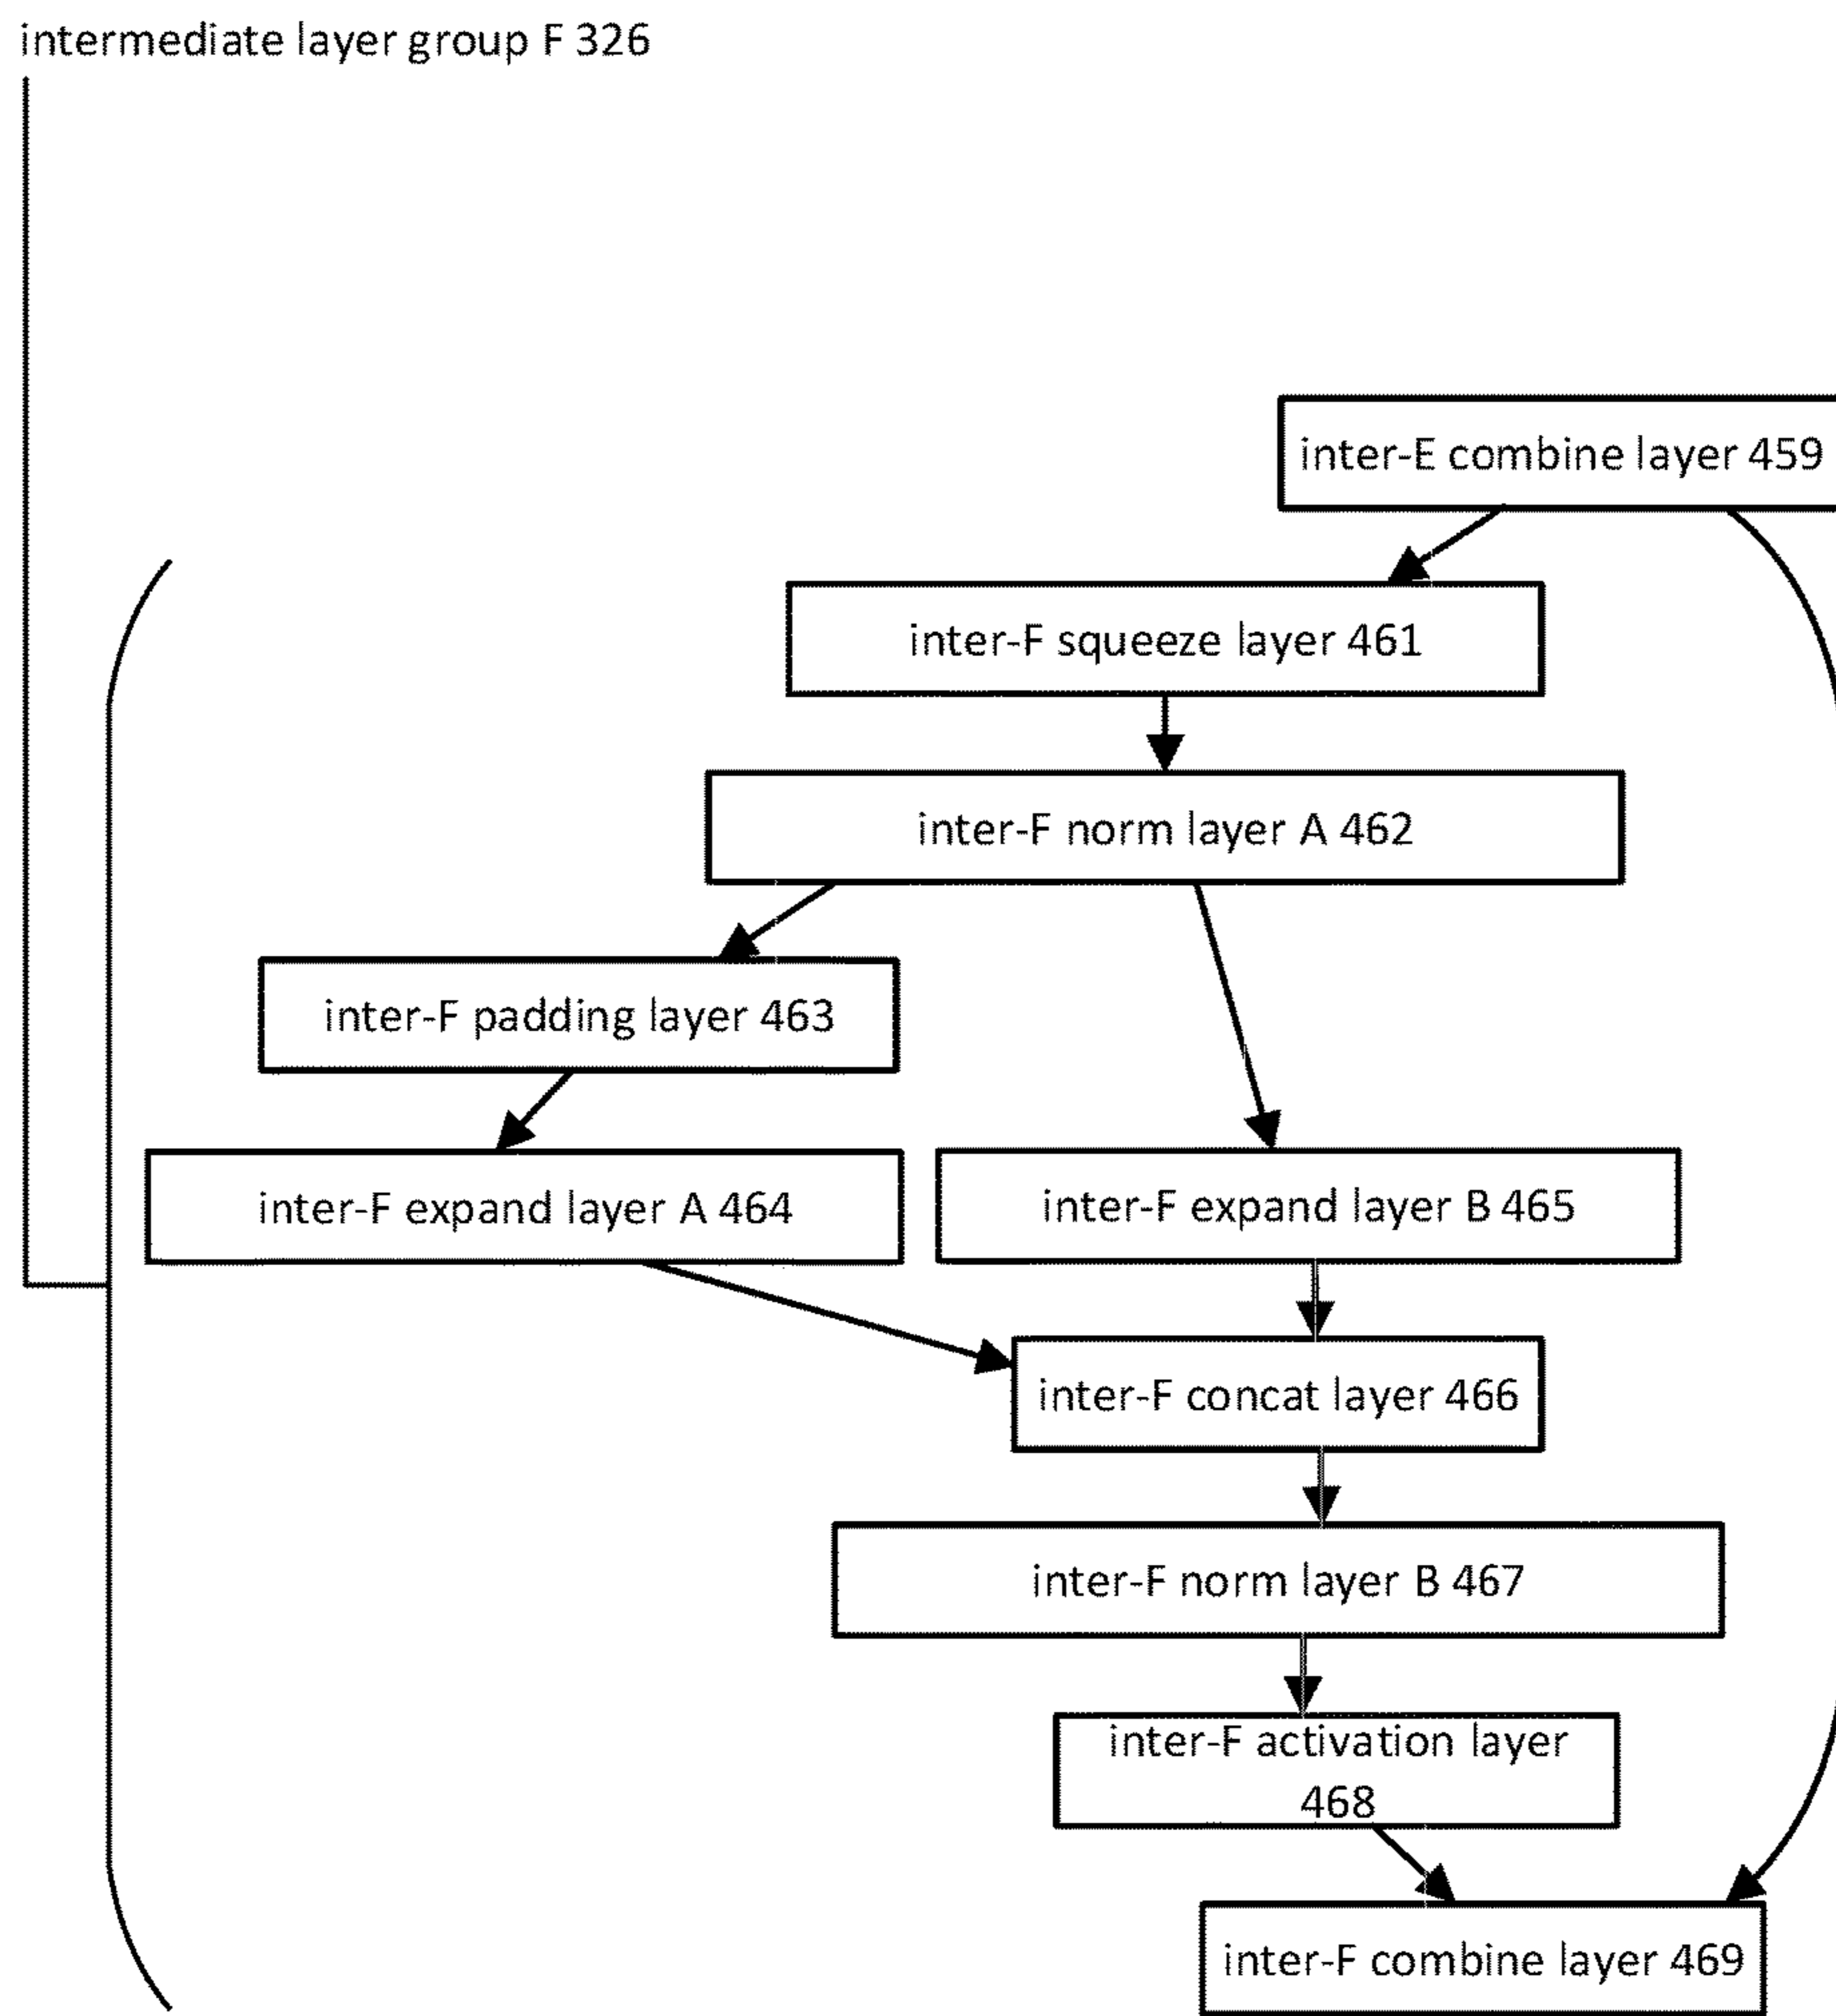 intermediate layer group F 326
inter-E combine layer 459
inter-F squeeze layer 461
inter-F norm layer A 462
inter-F padding layer 463
inter-F expand layer A 464
inter-F expand layer B 465
inter-F concat layer 466
inter-F norm layer B 467
inter-F activation layer
468
inter-F combine layer 469